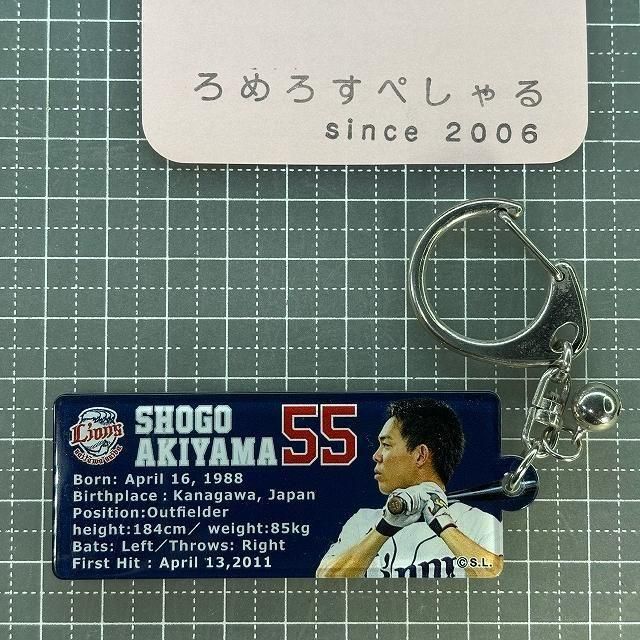 ろめろすぺしゃる
since 2006
Lions
SHOGO
AKIYAMA 55
Born: April 16, 1988
Birthplace : Kanagawa, Japan
Position:Outfielder
height:184cm／ weight:85kg
Bats: Left／Throws: Right
First Hit : April 13,2011
Lions
©S.L.